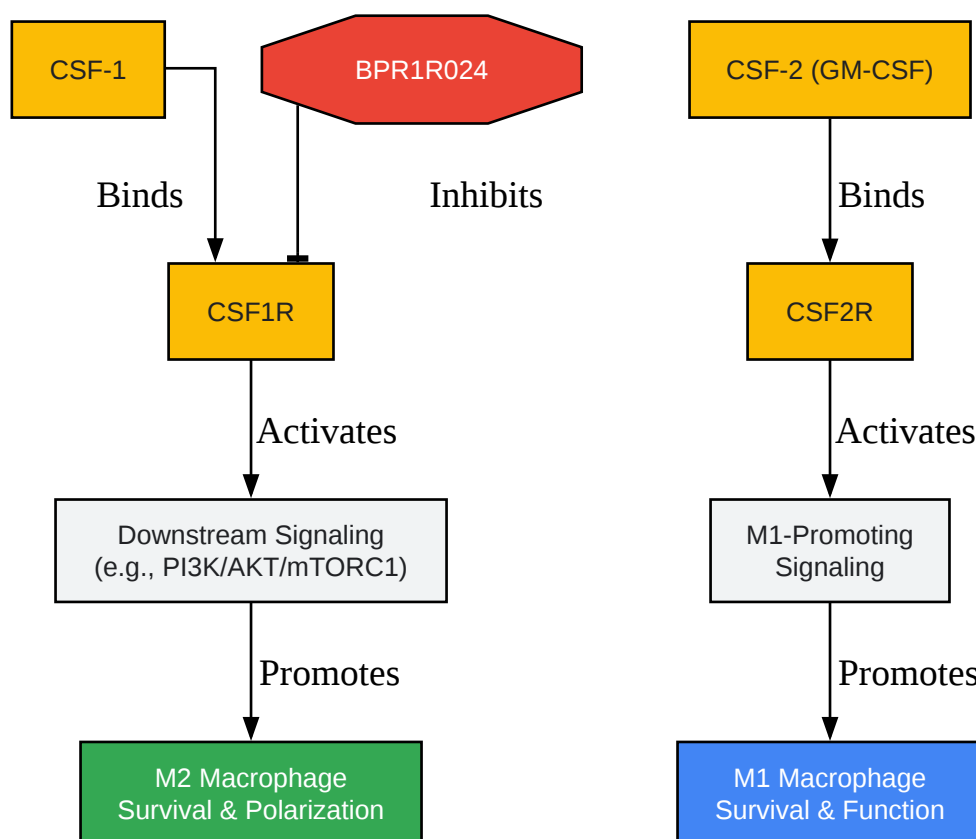 CSF-1
BPR1R024
CSF-2 (GM-CSF)
Binds
Inhibits
Binds
CSF1R
CSF2R
Activates
Activates
Downstream Signaling
(e.g., PI3K/AKT/mTORC1)
M1-Promoting
Signaling
Promotes
Promotes
M2 Macrophage
Survival & Polarization
M1 Macrophage
Survival & Function